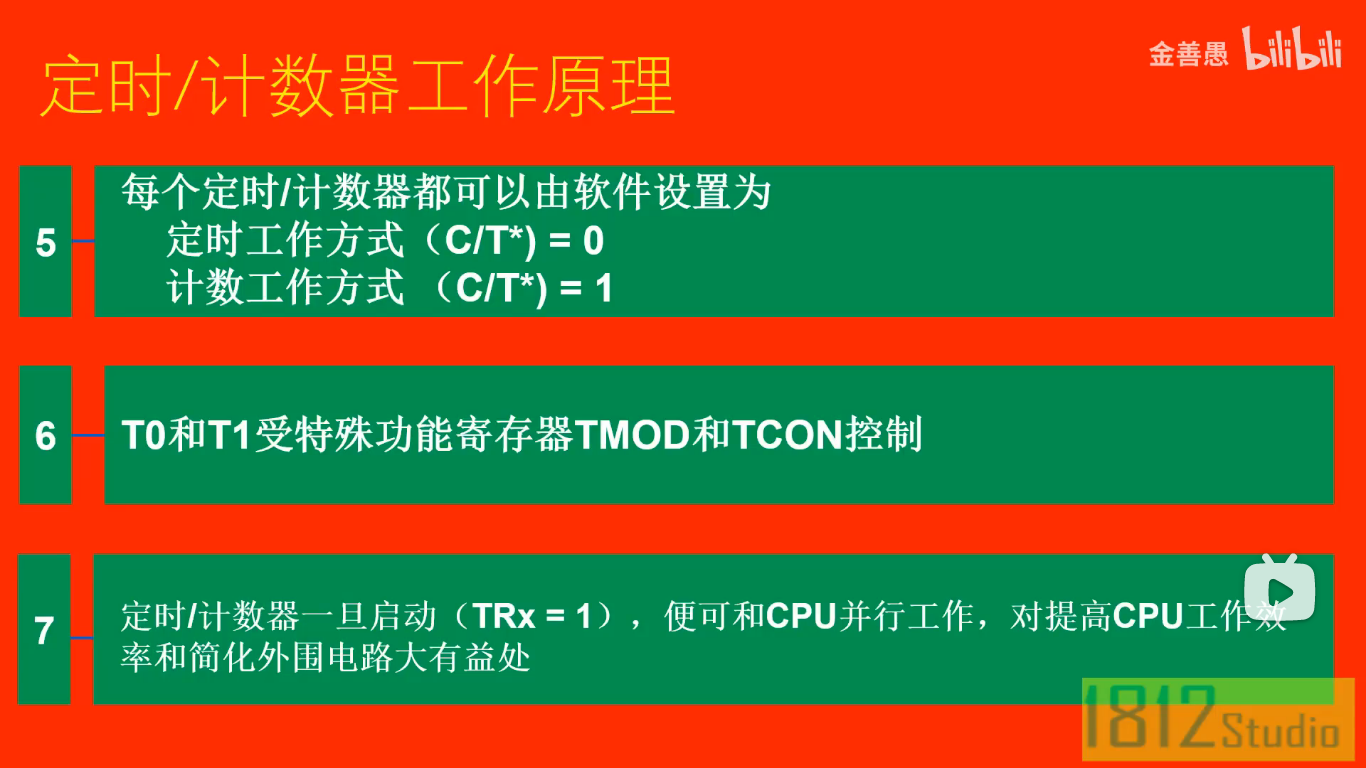 定时/计数器工作原理
金善愚 bilibili
5
每个定时/计数器都可以由软件设置为
定时工作方式（C/T*) = 0
计数工作方式 （C/T*) = 1
6
T0和T1受特殊功能寄存器TMOD和TCON控制
7
定时/计数器一旦启动（TRx = 1），便可和CPU并行工作，对提高CPU工作效
率和简化外围电路大有益处
1812Studio